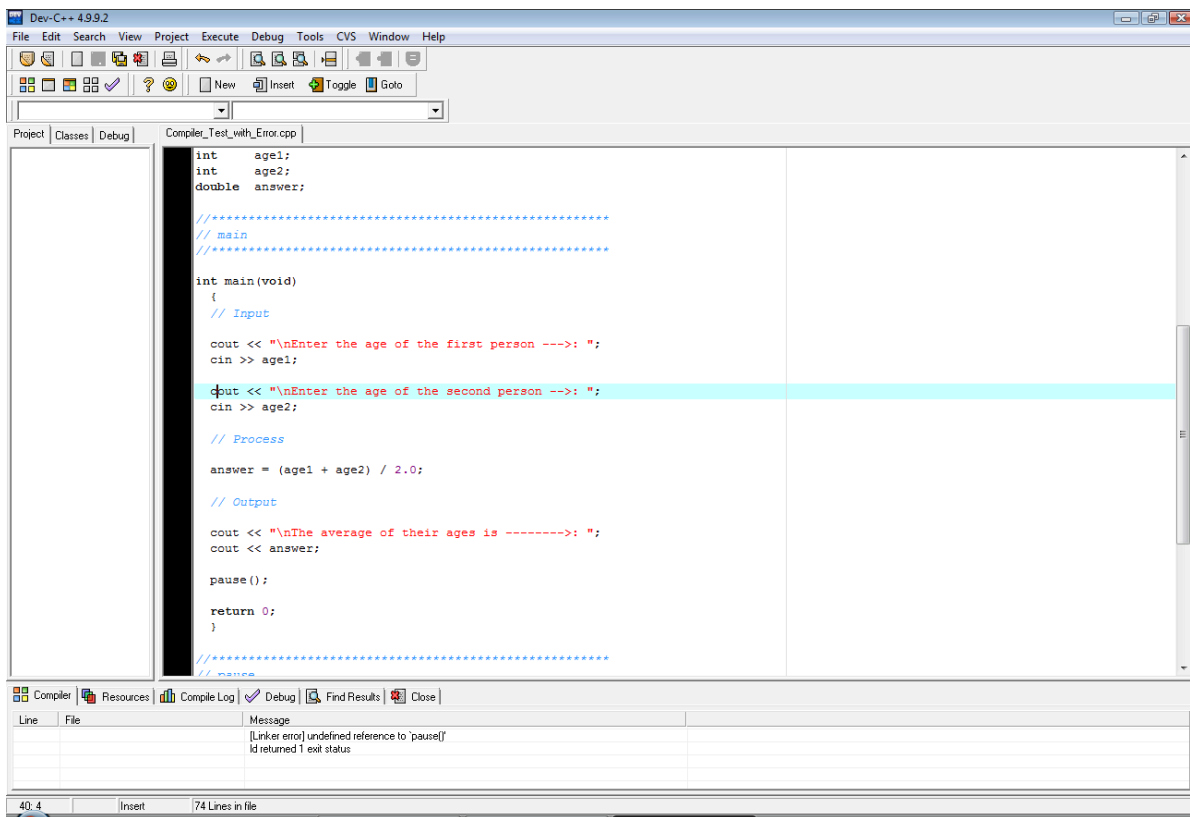 Dev-C++ 4.9.9.2
File Edit Search View Project Execute Debug Tools CVS Window Help
New Insert Toggle Goto
Project Classes Debug Compiler_Test_with_Error.cpp
int     age1;
int     age2;
double  answer;
//******************************************************
// main
//******************************************************
int main(void)
{
// Input
cout << "\nEnter the age of the first person --->: ";
cin >> age1;
cout << "\nEnter the age of the second person -->: ";
cin >> age2;
// Process
answer = (age1 + age2) / 2.0;
// Output
cout << "\nThe average of their ages is -------->: ";
cout << answer;
pause();
return 0;
}
//******************************************************
// pause
Compiler Resources Compile Log Debug Find Results Close
Line File Message
[Linker error] undefined reference to `pause()'
ld returned 1 exit status
40: 4 Insert 74 Lines in file